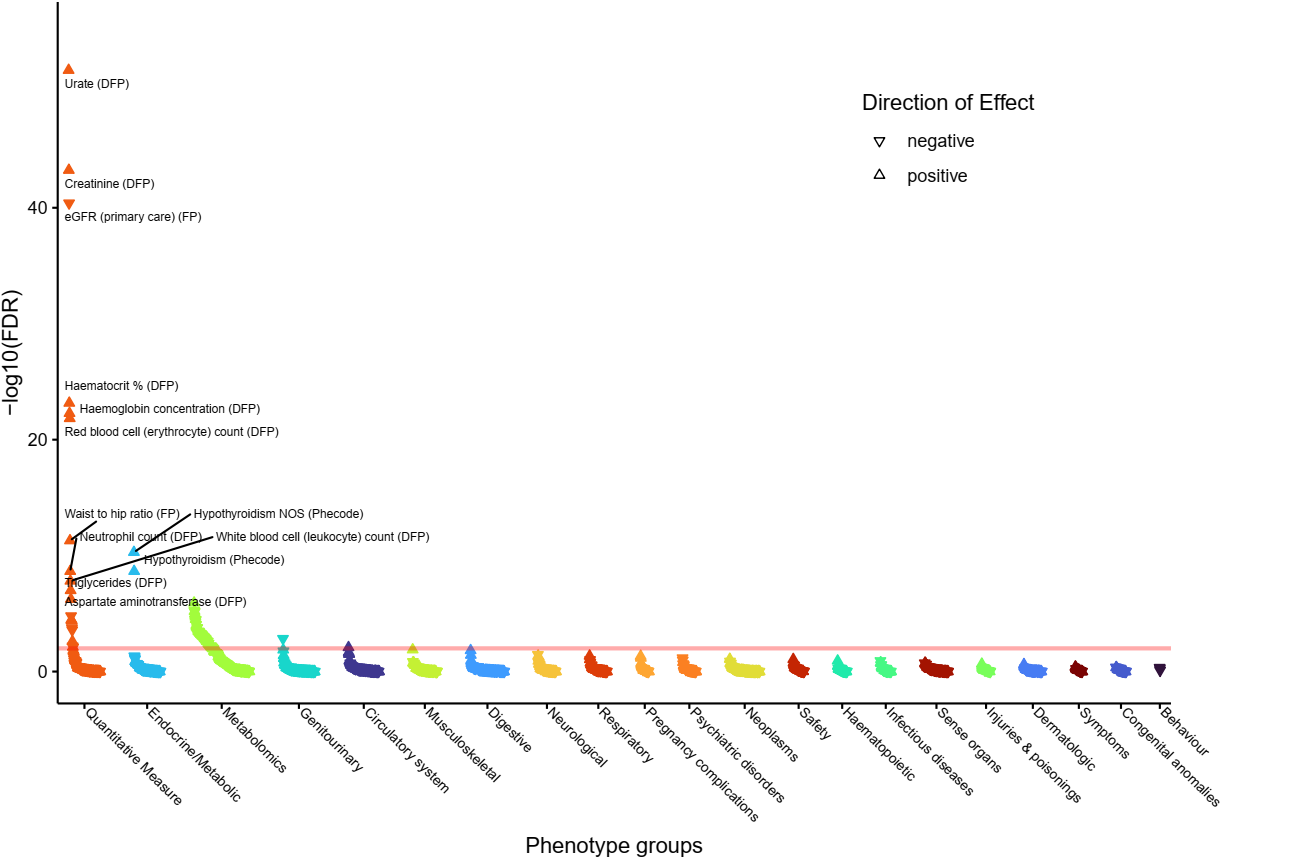 Urate (DFP)
Direction of Effect
negative
positive
Creatinine (DFP)
eGFR (primary care) (FP)
40
−log10(FDR)
Haematocrit % (DFP)
Haemoglobin concentration (DFP)
Red blood cell (erythrocyte) count (DFP)
20
Waist to hip ratio (FP)
Hypothyroidism NOS (Phecode)
Neutrophil count (DFP)
White blood cell (leukocyte) count (DFP)
Hypothyroidism (Phecode)
Triglycerides (DFP)
Aspartate aminotransferase (DFP)
0
Quantitative Measure
Endocrine/Metabolic
Metabolomics
Genitourinary
Circulatory system
Musculoskeletal
Digestive
Neurological
Respiratory
Pregnancy complications
Psychiatric disorders
Neoplasms
Safety
Haematopoietic
Infectious diseases
Sense organs
Injuries & poisonings
Dermatologic
Symptoms
Congenital anomalies
Behaviour
Phenotype groups